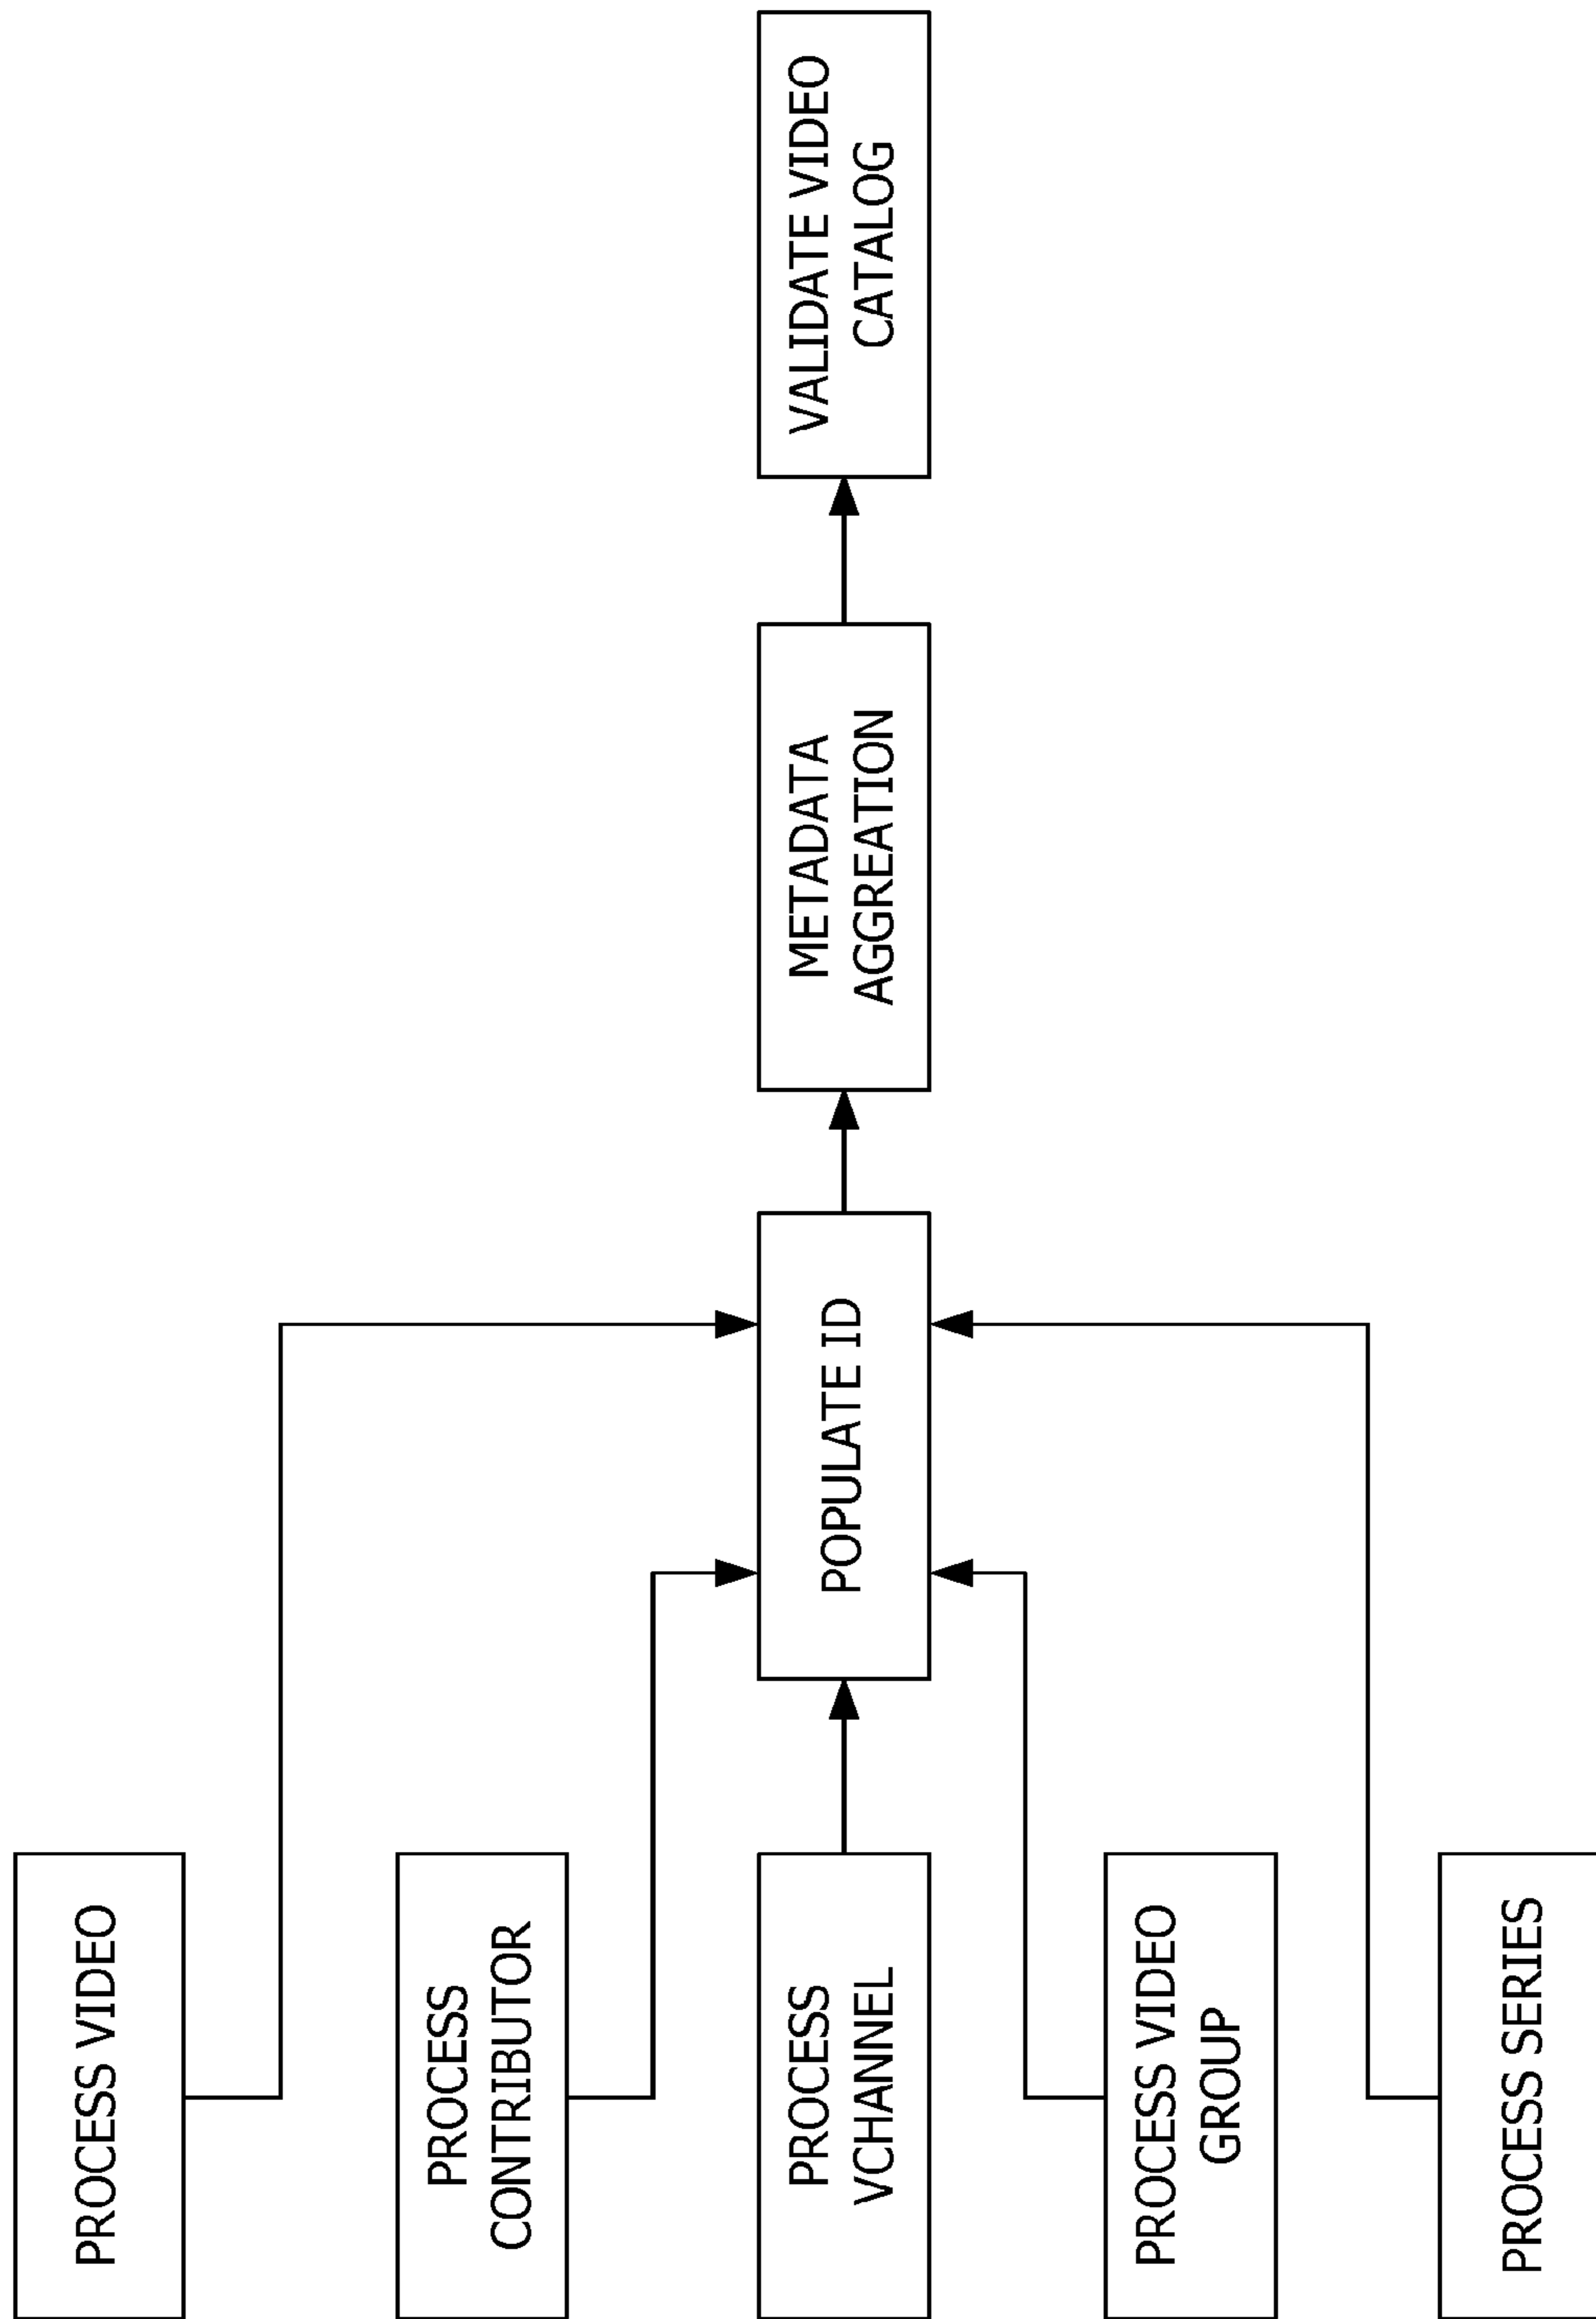 PROCESS VIDEO
PROCESS
CONTRIBUTOR
PROCESS
VCHANNEL
PROCESS VIDEO
GROUP
PROCESS SERIES
POPULATE ID
METADATA
AGGREATION
VALIDATE VIDEO
CATALOG